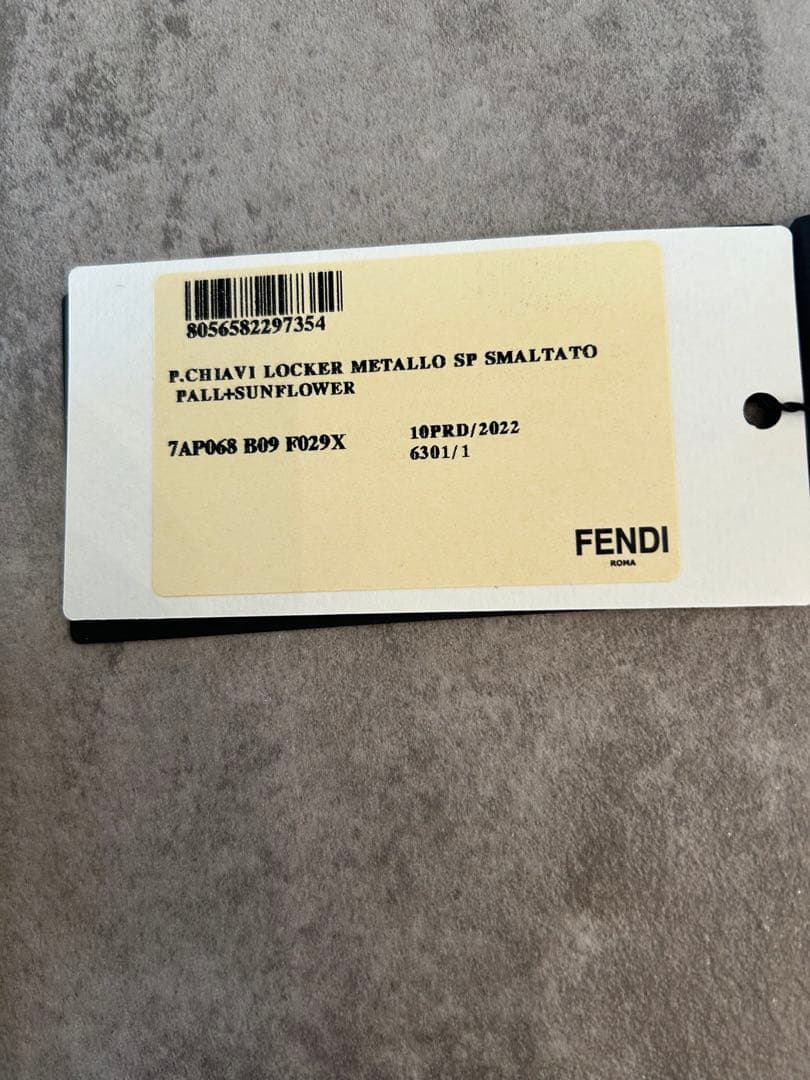 8056582297354
P.CHIAVI LOCKER METALLO SP SMALTATO
PALL+SUNFLOWER
7AP068 B09 F029X
10PRD/2022
6301/1
FENDI
ROMA